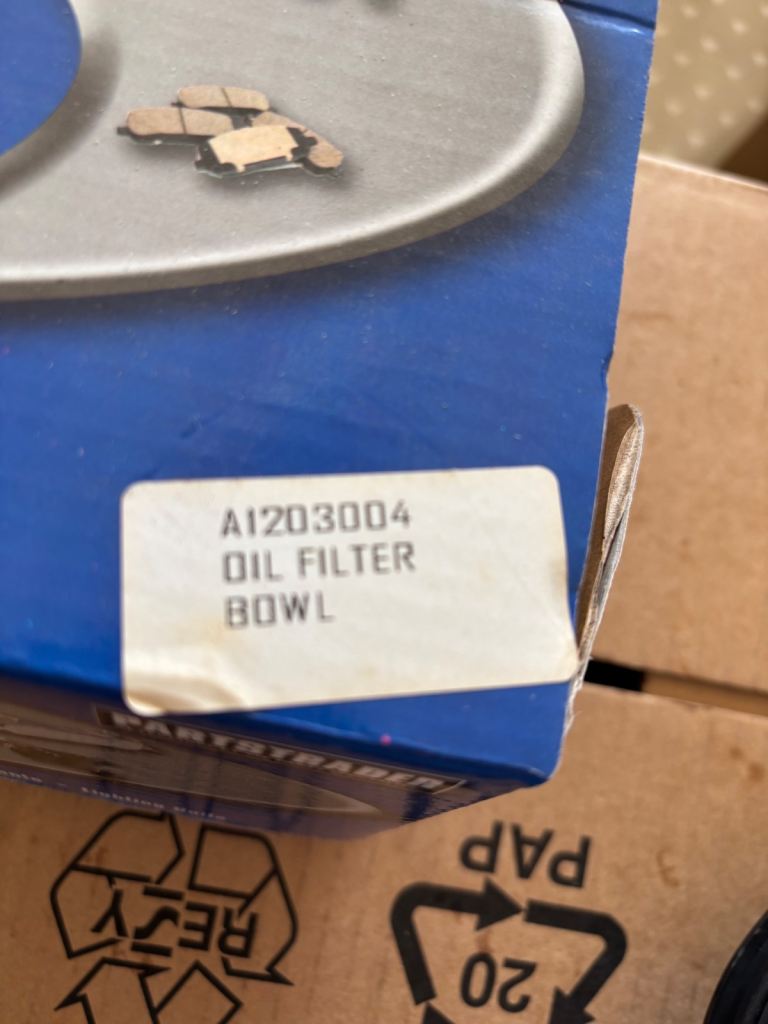 A1203004
OIL FILTER
BOWL
PARTSTRADER
RESY
PAP
20